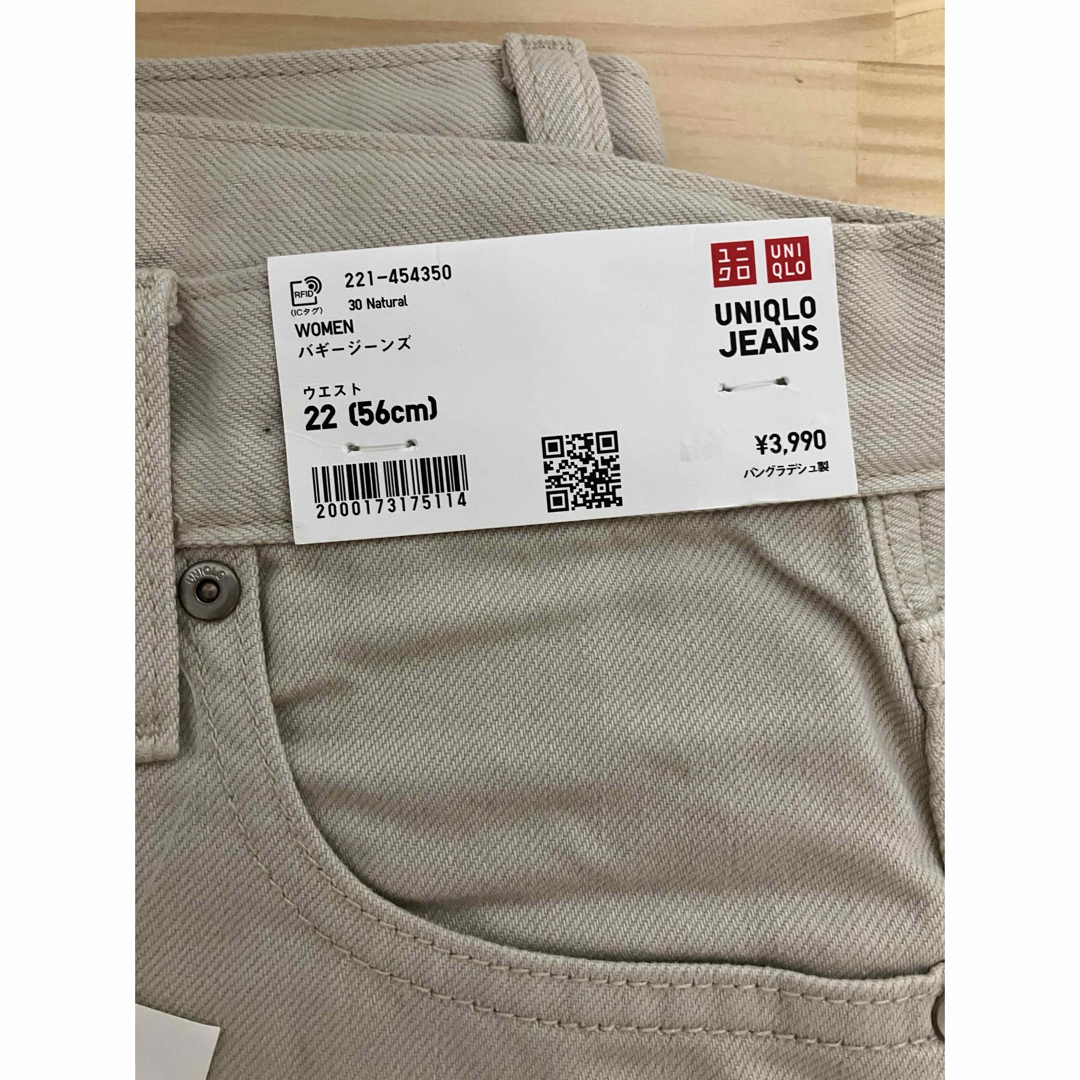 221-454350
RFID
(ICタグ)
30 Natural
WOMEN
バギージーンズ
ウエスト
22 (56cm)
2000173175114
ユニ
クロ
UNI
QLO
UNIQLO
JEANS
¥3,990
バングラデシュ製
UNIQLO